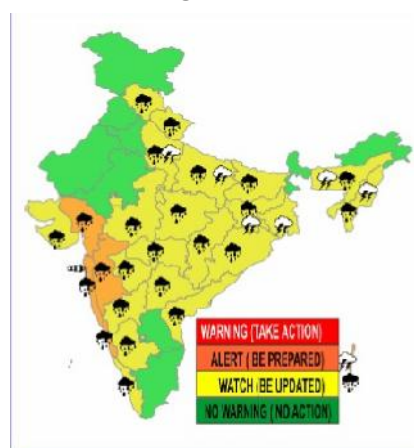 WARNING (TAKE ACTION)
ALERT ( BE PREPARED)
WATCH (BE UPDATED)
NO WARNING ( NO ACTION)